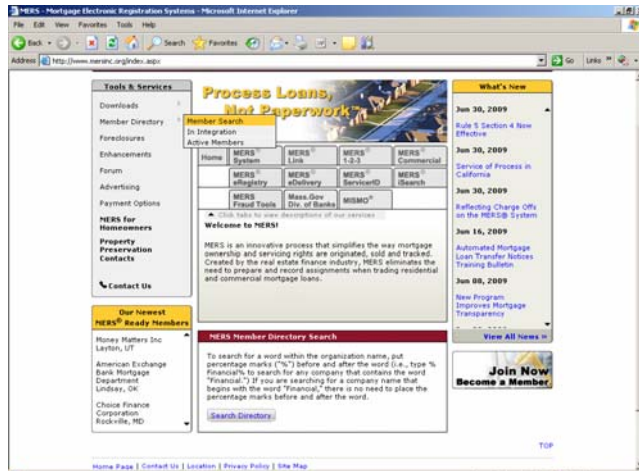 MERS - Mortgage Electronic Registration Systems - Microsoft Internet Explorer
File Edit View Favorites Tools Help
Back Search Favorites
Address http://www.mersinc.org/index.aspx Go Links
Tools & Services
Downloads
Member Directory
Foreclosures
Enhancements
Forum
Advertising
Payment Options
MERS for
Homeowners
Property
Preservation
Contacts
Contact Us
Member Search
In Integration
Active Members
Our Newest
MERS® Ready Members
Money Matters Inc
Layton, UT
American Exchange
Bank Mortgage
Department
Lindsay, OK
Choice Finance
Corporation
Rockville, MD
Process Loans,
Not Paperwork™
Home
MERS® System
MERS® Link
MERS® 1-2-3
MERS® Commercial
MERS® eRegistry
MERS® eDelivery
MERS® ServicerID
MERS® iSearch
MERS Fraud Tools
Mass.Gov Div. of Banks
MISMO®
Click tabs to view descriptions of our services
Welcome to MERS!
MERS is an innovative process that simplifies the way mortgage
ownership and servicing rights are originated, sold and tracked.
Created by the real estate finance industry, MERS eliminates the
need to prepare and record assignments when trading residential
and commercial mortgage loans.
MERS Member Directory Search
To search for a word within the organization name, put
percentage marks ("%") before and after the word (i.e., type %
Financial% to search for any company that contains the word
"Financial.") If you are searching for a company name that
begins with the word "Financial," there is no need to place the
percentage marks before and after the word.
Search Directory
What's New
Jun 30, 2009
Rule 5 Section 4 Now
Effective
Jun 30, 2009
Service of Process in
California
Jun 30, 2009
Reflecting Charge Offs
on the MERS® System
Jun 16, 2009
Automated Mortgage
Loan Transfer Notices
Training Bulletin
Jun 08, 2009
New Program
Improves Mortgage
Transparency
View All News »
Join Now
Become a Member
TOP
Home Page | Contact Us | Location | Privacy Policy | Site Map